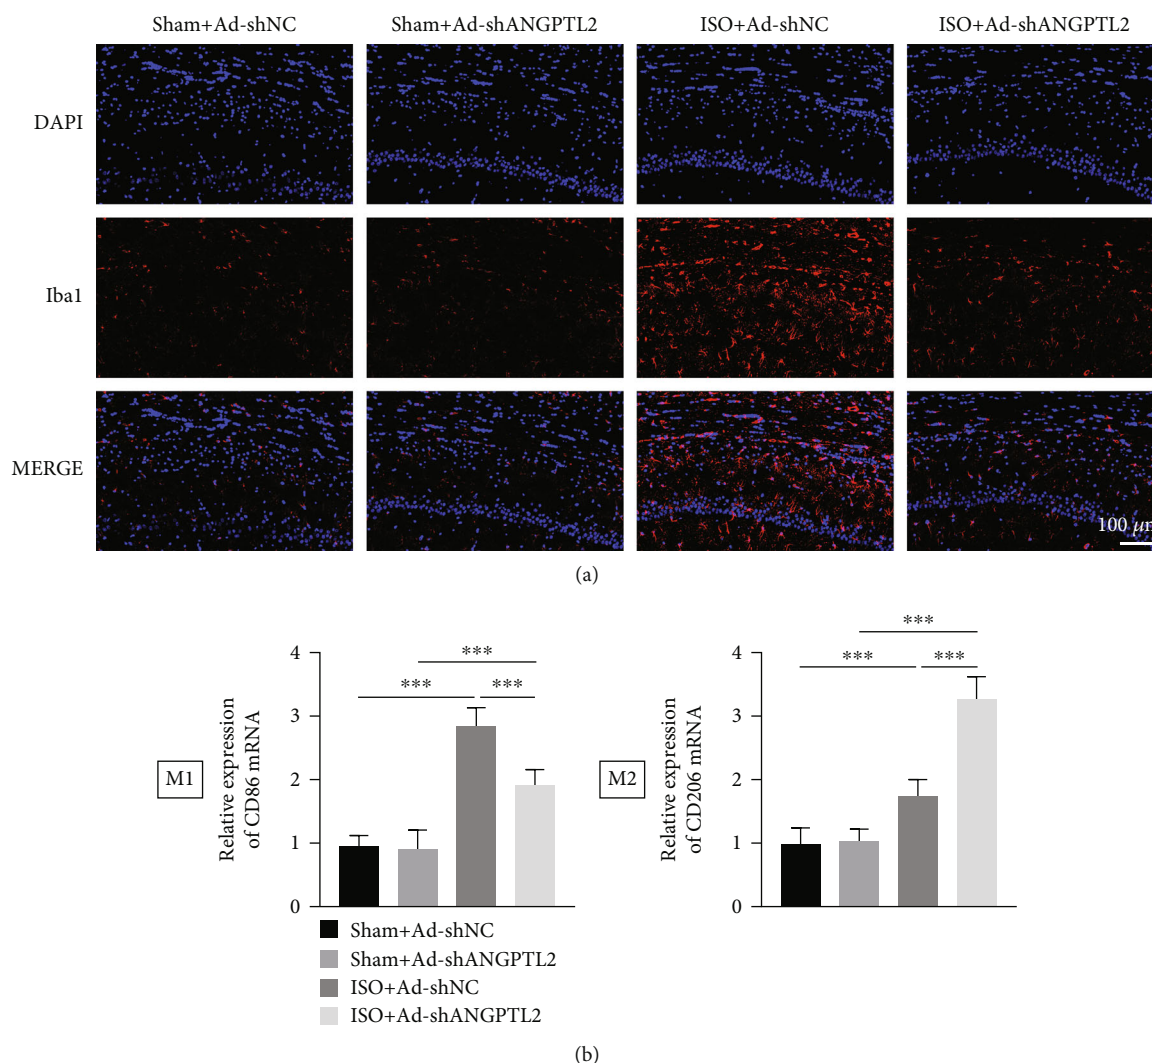 Sham+Ad-shNC Sham+Ad-shANGPTL2 ISO+Ad-shNC ISO+Ad-shANGPTL2
DAPI
Iba1
MERGE
100 μm
(a)
M1
Relative expression
of CD86 mRNA
4
3
2
1
0
***
***
***
M2
Relative expression
of CD206 mRNA
4
3
2
1
0
***
***
***
Sham+Ad-shNC
Sham+Ad-shANGPTL2
ISO+Ad-shNC
ISO+Ad-shANGPTL2
(b)